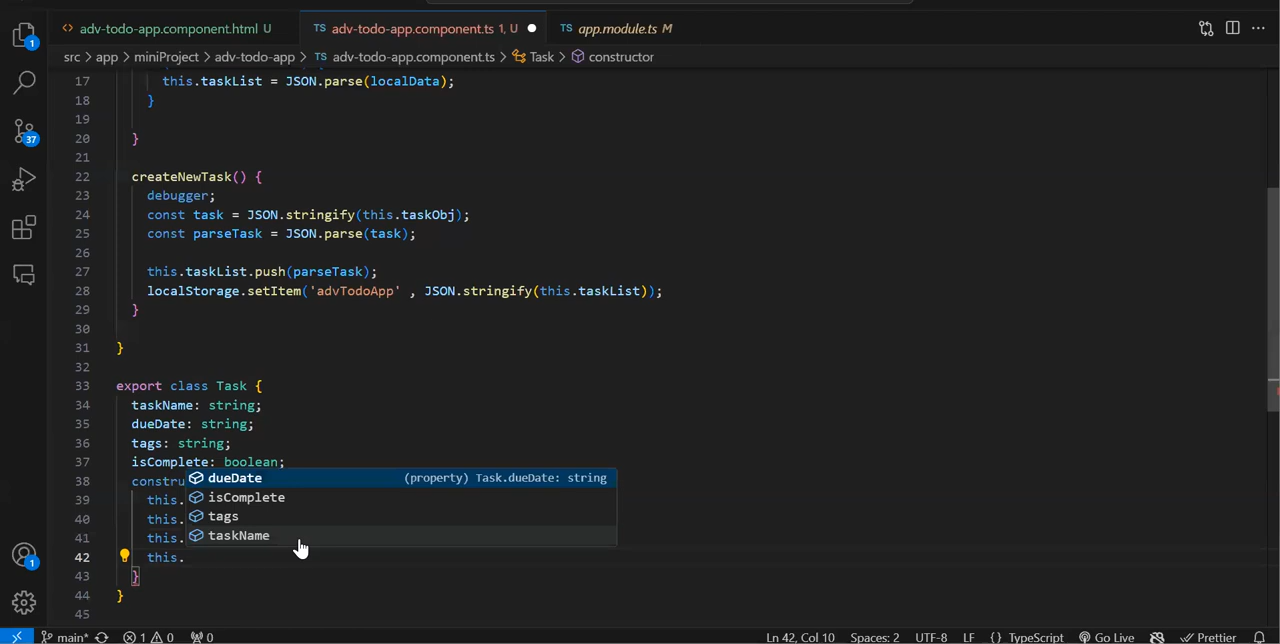 adv-todo-app.component.html U
TS adv-todo-app.component.ts 1, U
TS app.module.ts M
src > app > miniProject > adv-todo-app > TS adv-todo-app.component.ts > Task > constructor
17 this.taskList = JSON.parse(localData);
18 }
19
20 }
21
22 createNewTask() {
23 debugger;
24 const task = JSON.stringify(this.taskObj);
25 const parseTask = JSON.parse(task);
26
27 this.taskList.push(parseTask);
28 localStorage.setItem('advTodoApp' , JSON.stringify(this.taskList));
29 }
30
31 }
32
33 export class Task {
34 taskName: string;
35 dueDate: string;
36 tags: string;
37 isComplete: boolean;
38 constru
39 this.
40 this.
41 this.
42 this.
43 }
44 }
45
dueDate (property) Task.dueDate: string
isComplete
tags
taskName
1
37
1
main* 1 0 0 Ln 42, Col 10 Spaces: 2 UTF-8 LF {} TypeScript Go Live Prettier